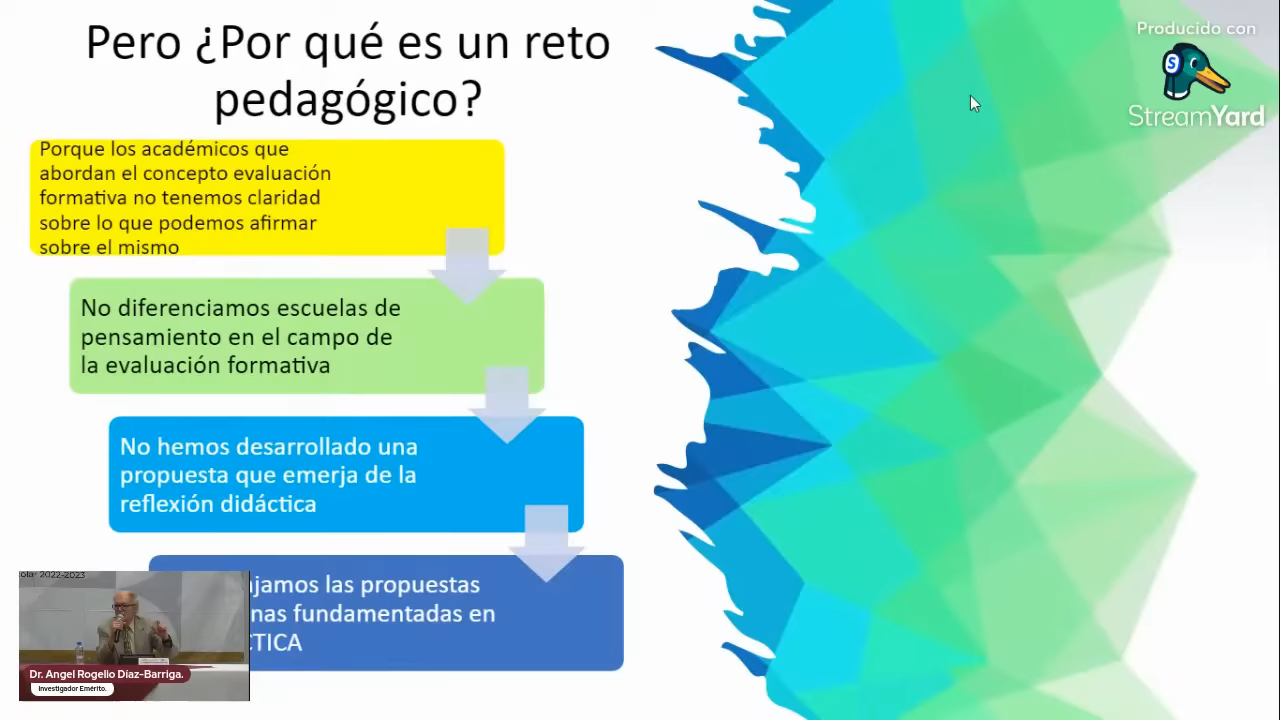 Pero ¿Por qué es un reto
pedagógico?
Producido con
StreamYard
Porque los académicos que
abordan el concepto evaluación
formativa no tenemos claridad
sobre lo que podemos afirmar
sobre el mismo
No diferenciamos escuelas de
pensamiento en el campo de
la evaluación formativa
No hemos desarrollado una
propuesta que emerja de la
reflexión didáctica
las propuestas
fundamentadas en
2022-2023
Dr. Angel Rogelio Díaz-Barriga.
Investigador Emérito.